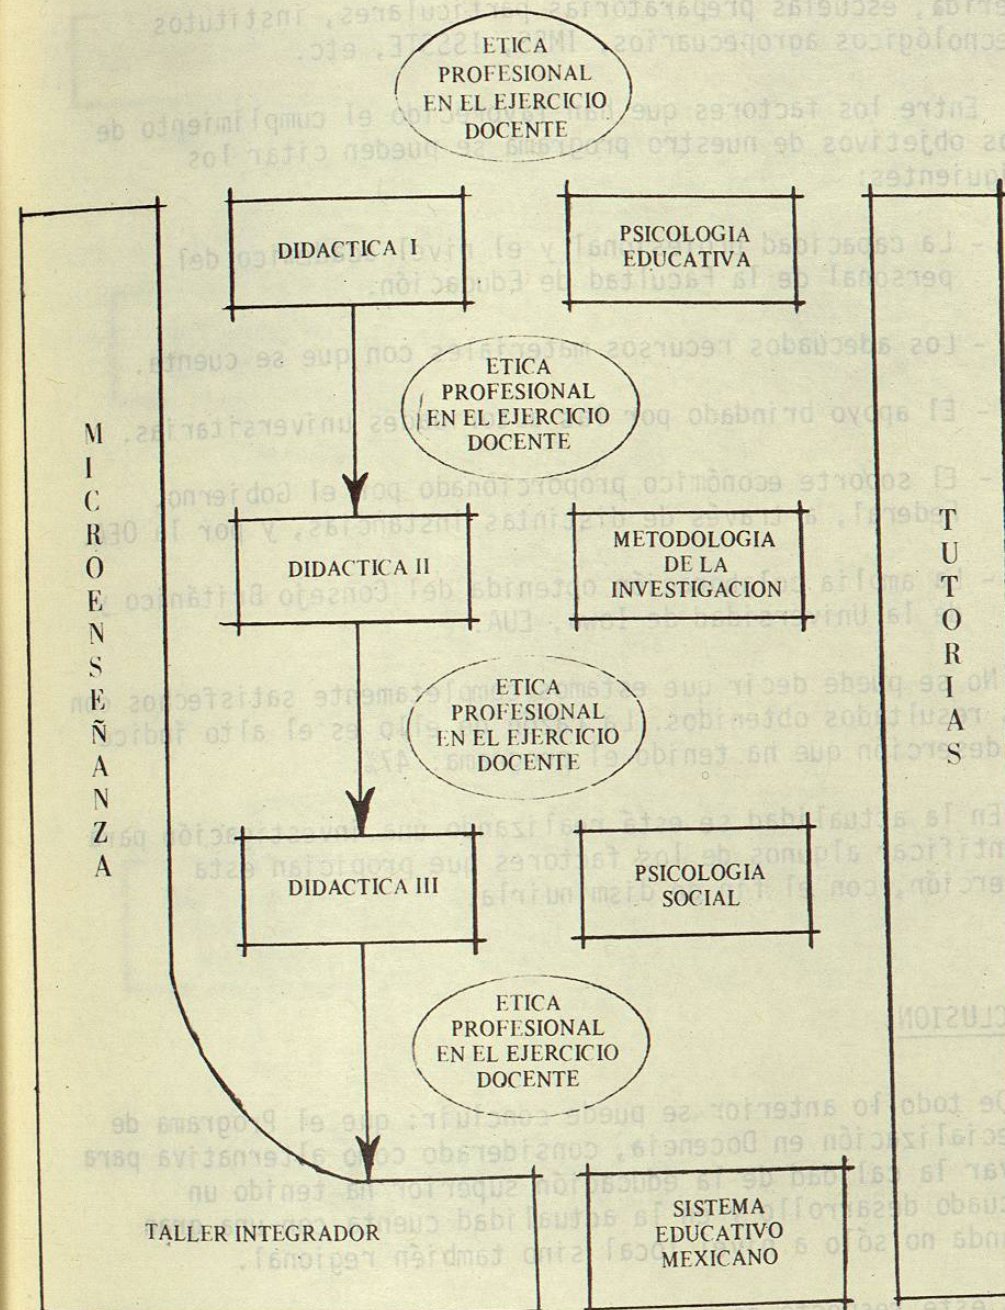 ETICA
PROFESIONAL
EN EL EJERCICIO
DOCENTE
DIDACTICA I
PSICOLOGIA
EDUCATIVA
ETICA
PROFESIONAL
EN EL EJERCICIO
DOCENTE
MICROENSEÑANZA
TUTORIAS
DIDACTICA II
METODOLOGIA
DE LA
INVESTIGACION
ETICA
PROFESIONAL
EN EL EJERCICIO
DOCENTE
DIDACTICA III
PSICOLOGIA
SOCIAL
ETICA
PROFESIONAL
EN EL EJERCICIO
DOCENTE
TALLER INTEGRADOR
SISTEMA
EDUCATIVO
MEXICANO